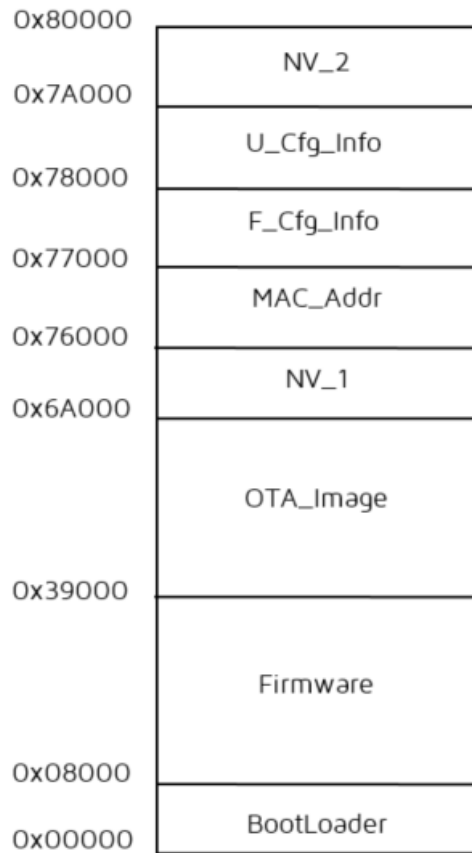 0x80000
NV_2
0x7A000
U_Cfg_Info
0x78000
F_Cfg_Info
0x77000
MAC_Addr
0x76000
NV_1
0x6A000
OTA_Image
0x39000
Firmware
0x08000
BootLoader
0x00000